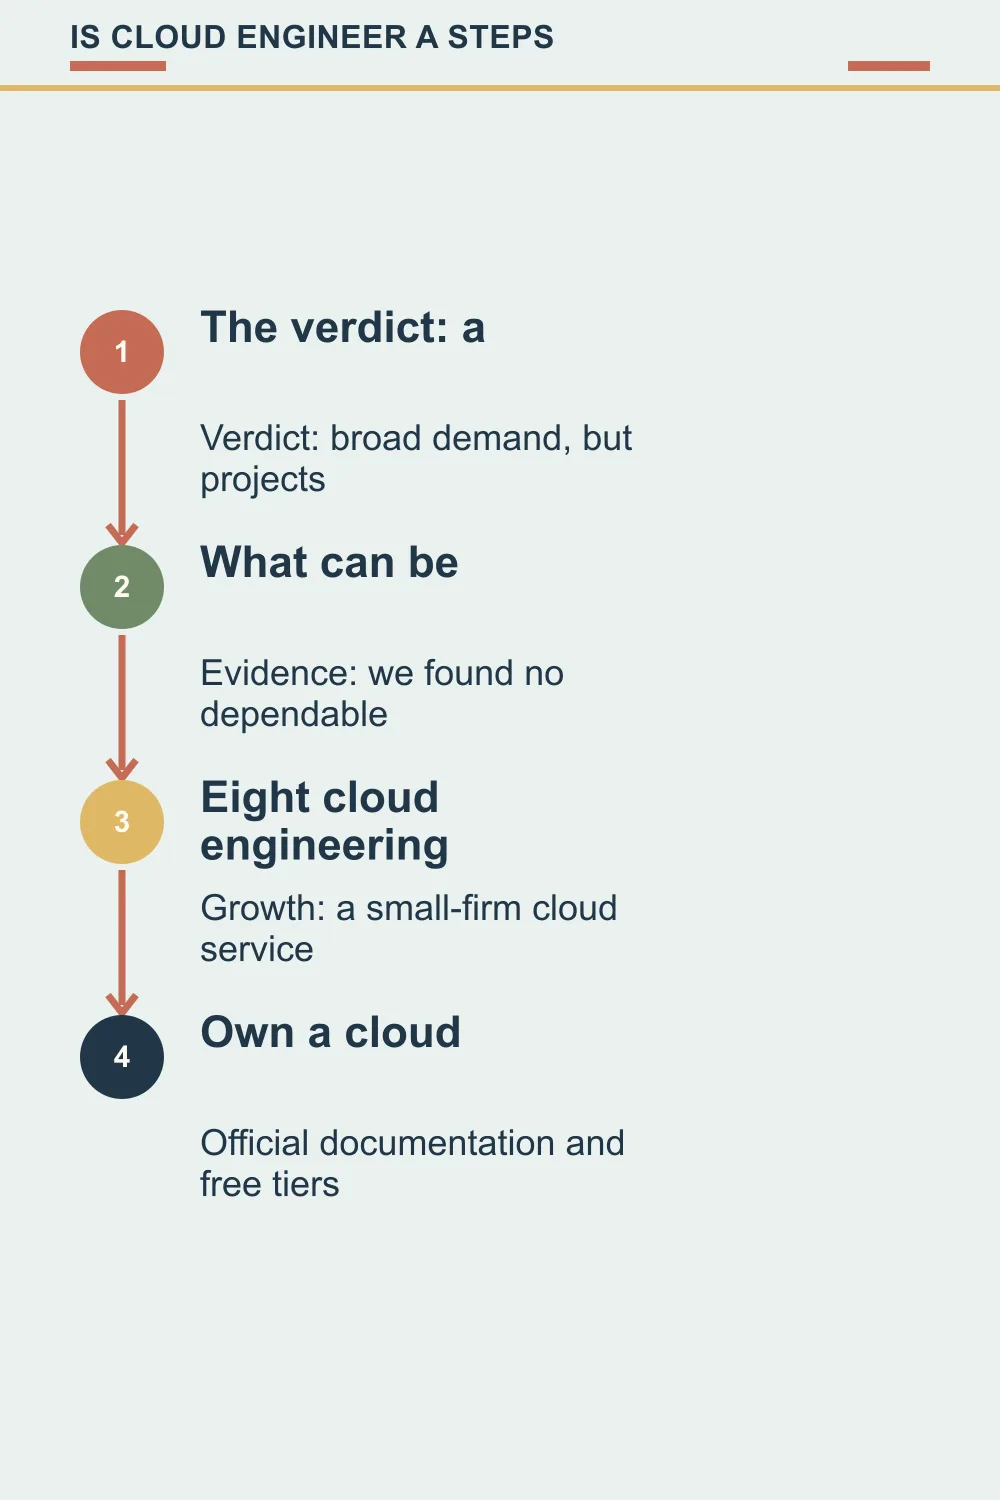 IS CLOUD ENGINEER A STEPS
1
The verdict: a
Verdict: broad demand, but
projects
2
What can be
Evidence: we found no
dependable
3
Eight cloud
engineering
Growth: a small-firm cloud
service
4
Own a cloud
Official documentation and
free tiers